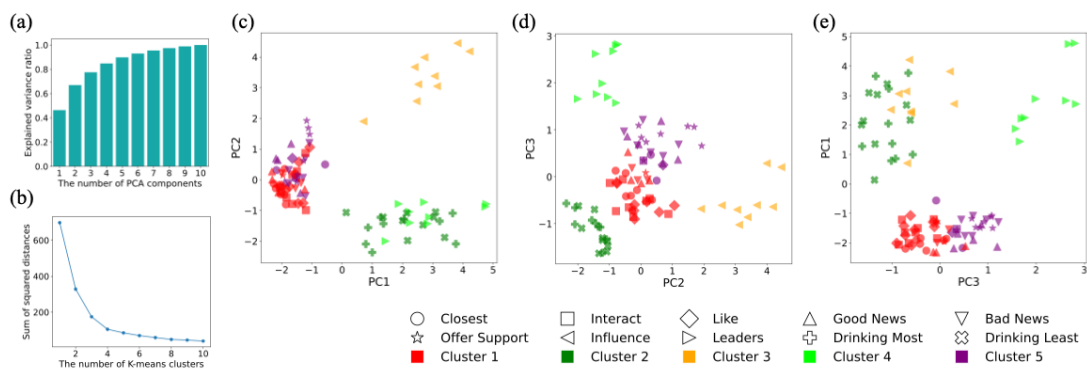 (a)
Explained variance ratio
1.0
0.8
0.6
0.4
0.2
0.0
1 2 3 4 5 6 7 8 9 10
The number of PCA components
(b)
Sum of squared distances
600
400
200
2 4 6 8 10
The number of K-means clusters
(c)
PC2
4
3
2
1
0
−1
−2
−2 −1 0 1 2 3 4 5
PC1
(d)
PC3
3
2
1
0
−1
−2 −1 0 1 2 3 4
PC2
(e)
PC1
5
4
3
2
1
0
−1
−2
−1 0 1 2 3
PC3
Closest Interact Like Good News Bad News
Offer Support Influence Leaders Drinking Most Drinking Least
Cluster 1 Cluster 2 Cluster 3 Cluster 4 Cluster 5